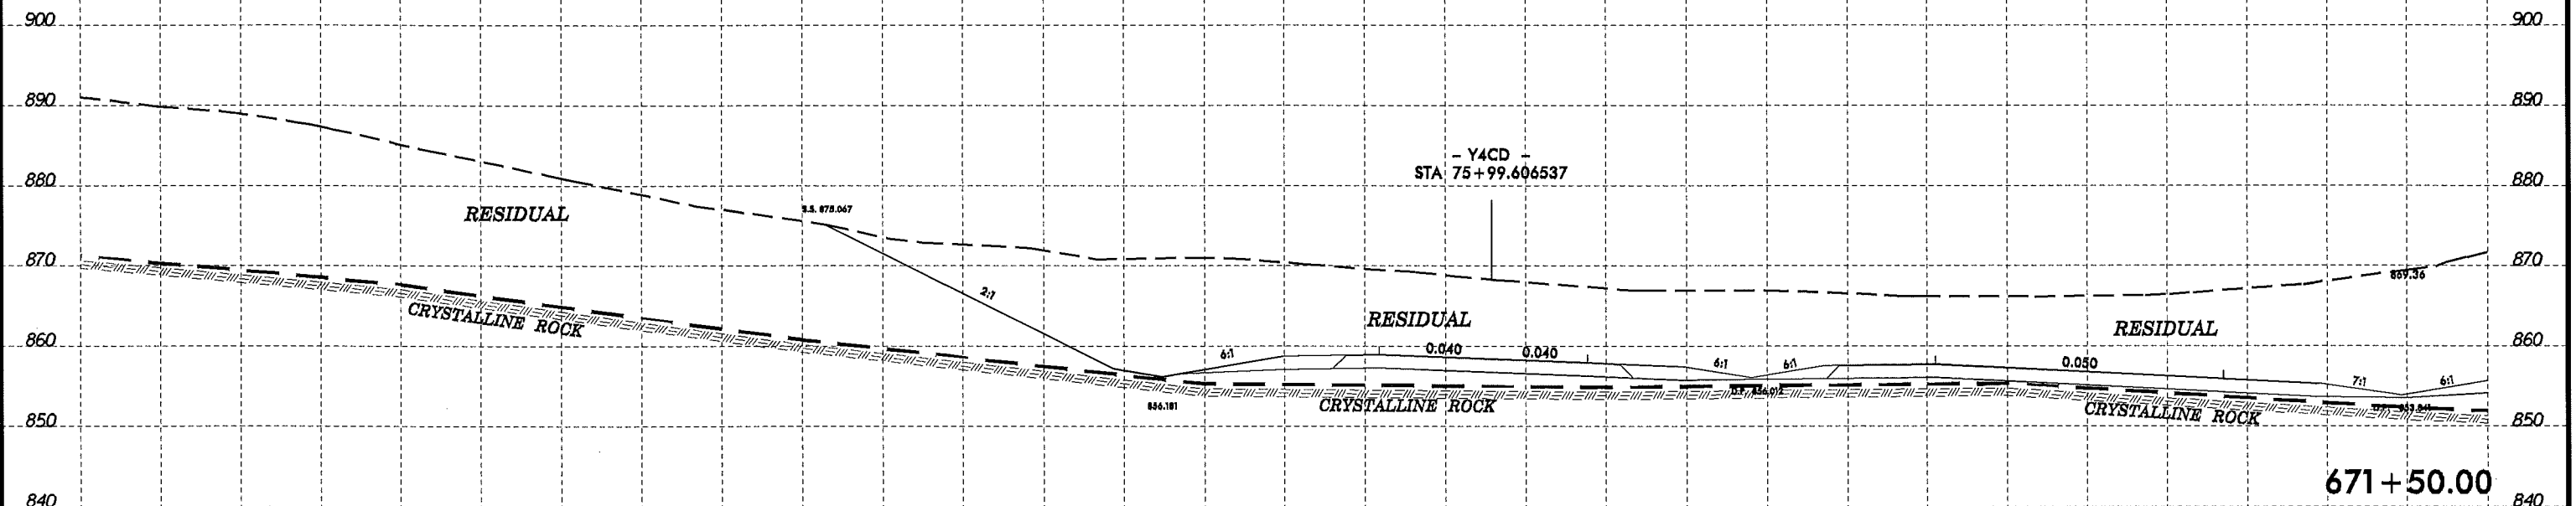 900 900
890 890
- Y4CD -
STA 75+99.606537
880 880
S.S. 875.067
RESIDUAL
870 870
869.36
2:1
CRYSTALLINE ROCK
RESIDUAL
RESIDUAL
860 860
6:1 0.040 0.040 6:1 6:1 0.050
7:1 6:1
856.181 CRYSTALLINE ROCK CRYSTALLINE ROCK
850 850
671+50.00
840 840